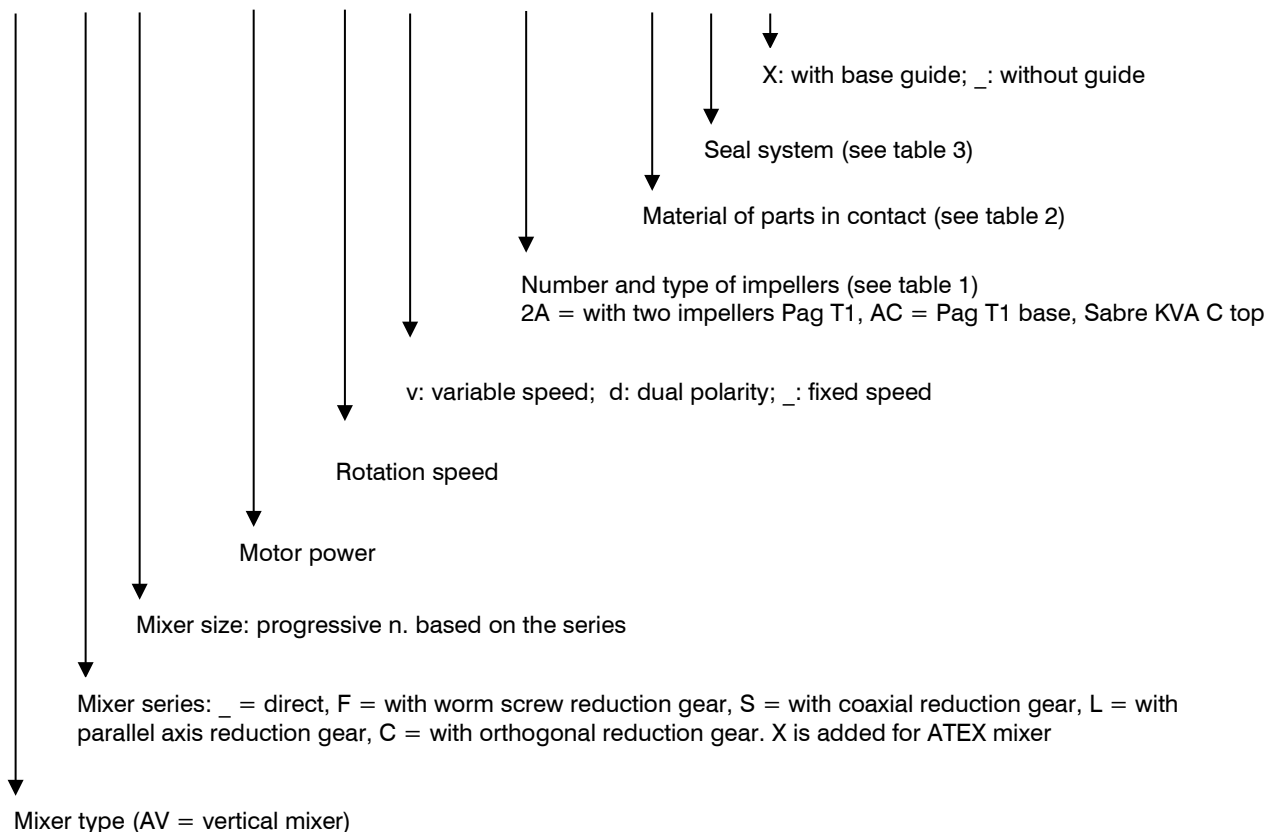 X: with base guide; _: without guide
Seal system (see table 3)
Material of parts in contact (see table 2)
Number and type of impellers (see table 1)
2A = with two impellers Pag T1, AC = Pag T1 base, Sabre KVA C top
v: variable speed;  d: dual polarity; _: fixed speed
Rotation speed
Motor power
Mixer size: progressive n. based on the series
Mixer series: _ = direct, F = with worm screw reduction gear, S = with coaxial reduction gear, L = with
parallel axis reduction gear, C = with orthogonal reduction gear. X is added for ATEX mixer
Mixer type (AV = vertical mixer)